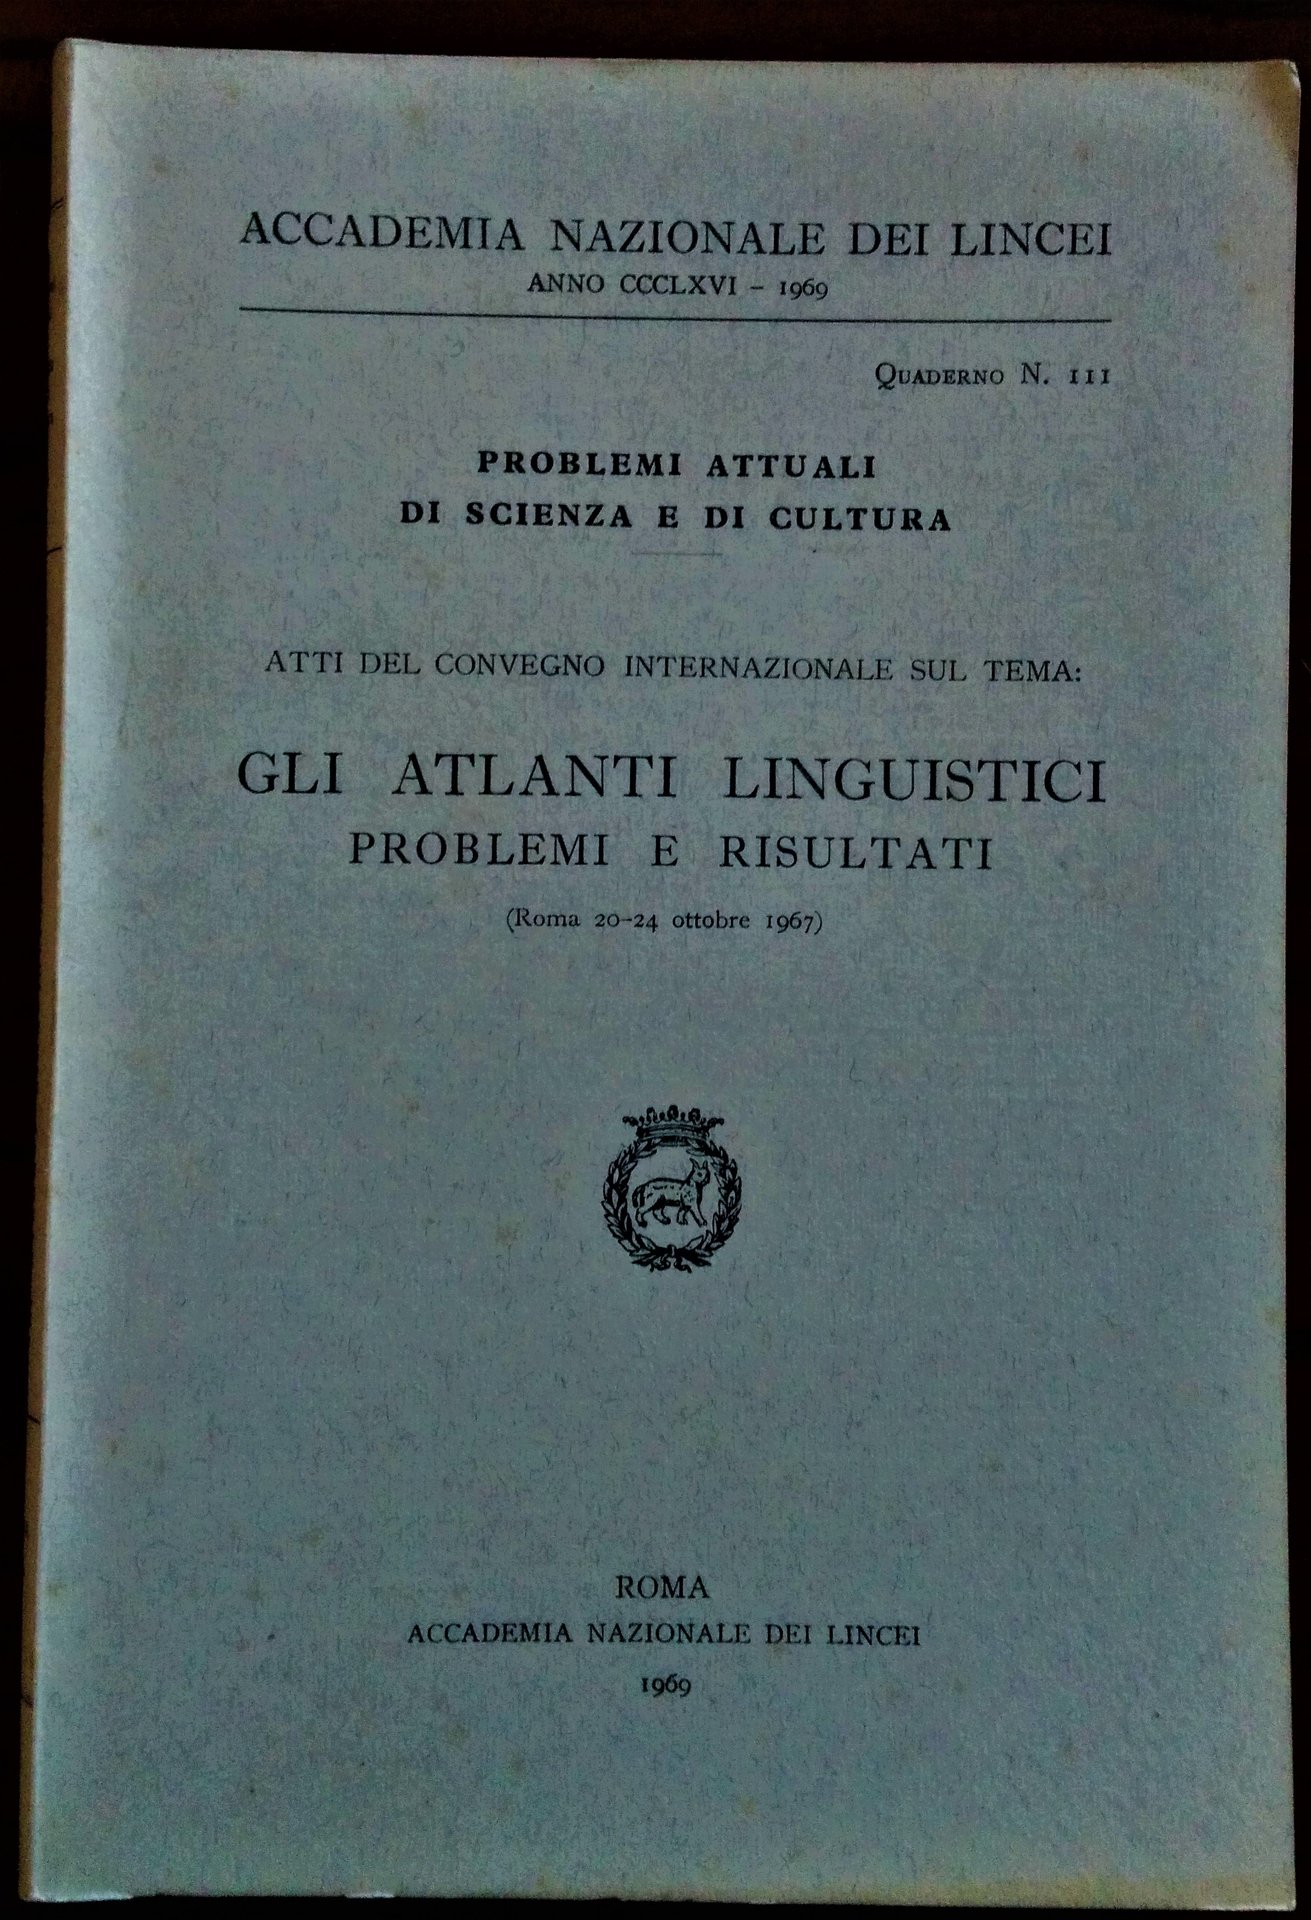 ACCADEMIA NAZIONALE DEI LINCEI
ANNO CCCLXVI – 1969
QUADERNO N. 111
PROBLEMI ATTUALI
DI SCIENZA E DI CULTURA
ATTI DEL CONVEGNO INTERNAZIONALE SUL TEMA:
GLI ATLANTI LINGUISTICI
PROBLEMI E RISULTATI
(Roma 20-24 ottobre 1967)
ROMA
ACCADEMIA NAZIONALE DEI LINCEI
1969